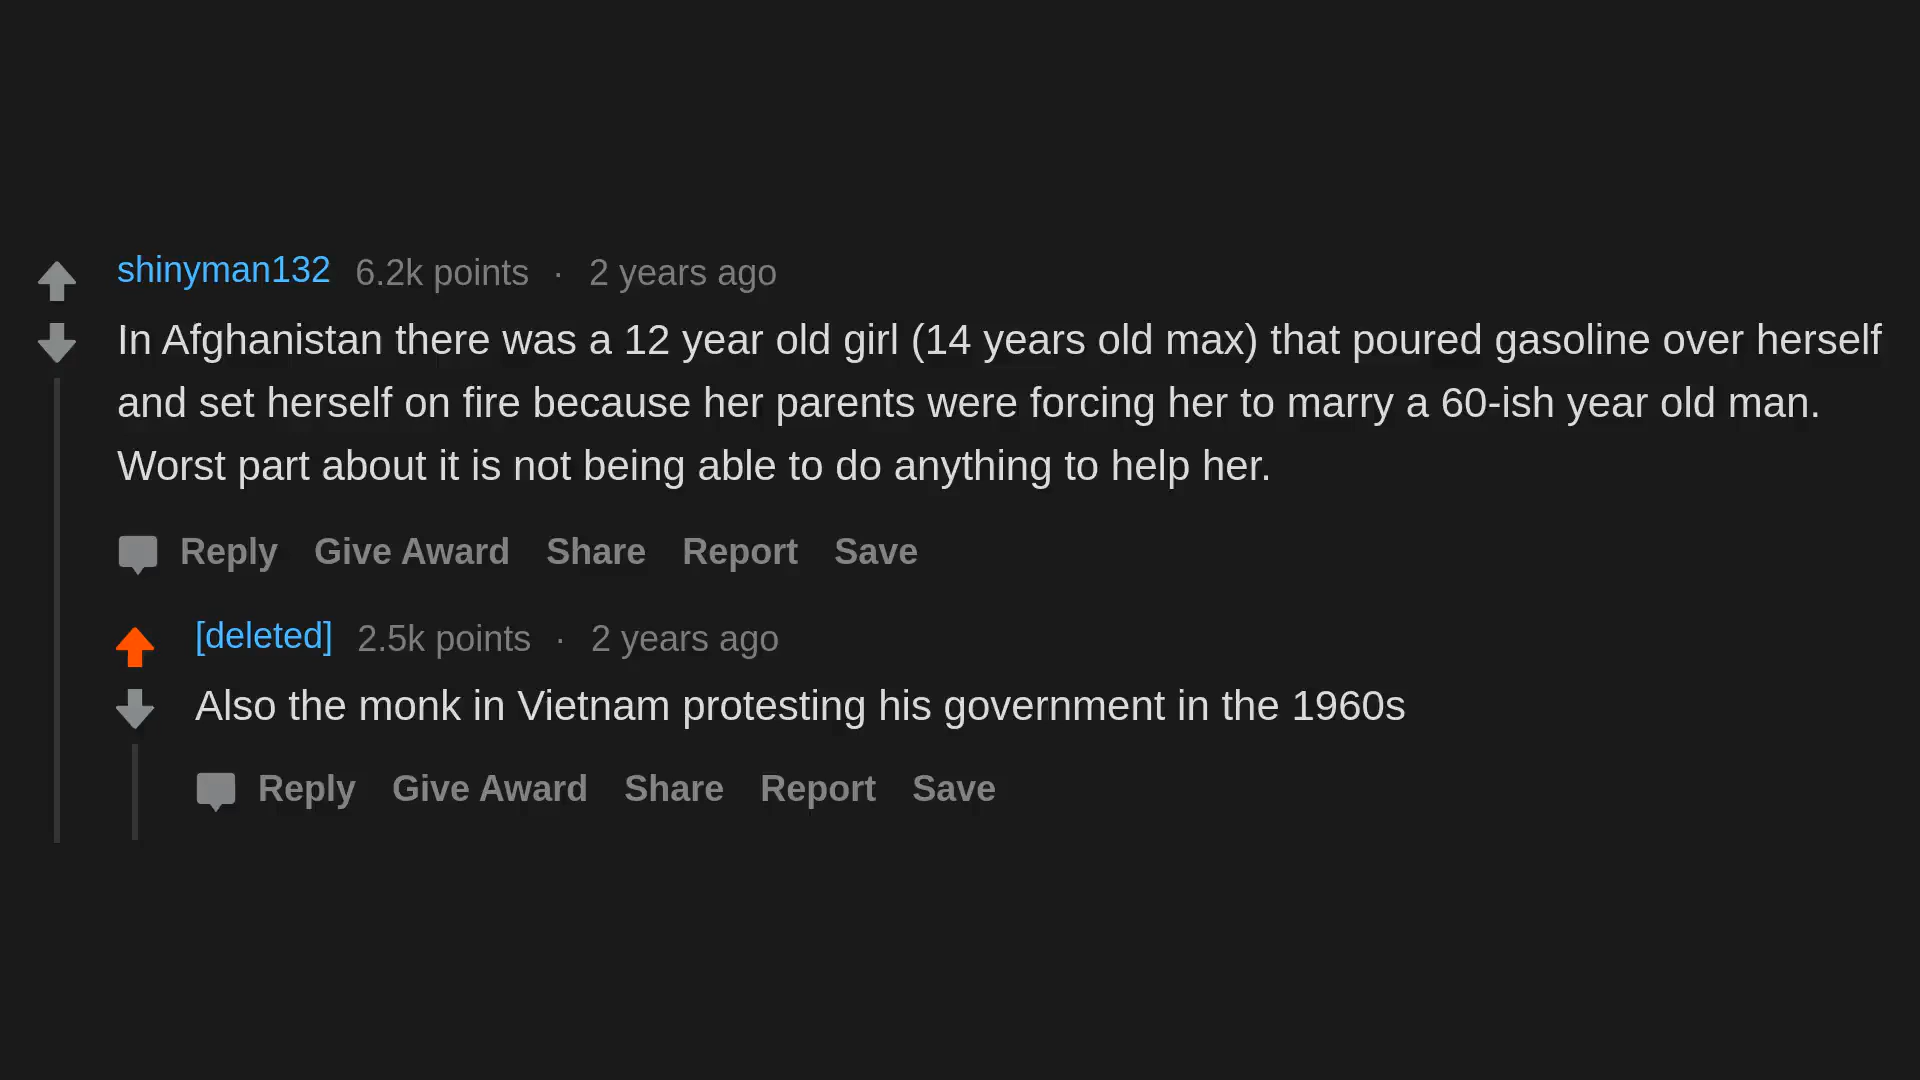 shinyman132 6.2k points · 2 years ago
In Afghanistan there was a 12 year old girl (14 years old max) that poured gasoline over herself
and set herself on fire because her parents were forcing her to marry a 60-ish year old man.
Worst part about it is not being able to do anything to help her.
Reply Give Award Share Report Save
[deleted] 2.5k points · 2 years ago
Also the monk in Vietnam protesting his government in the 1960s
Reply Give Award Share Report Save